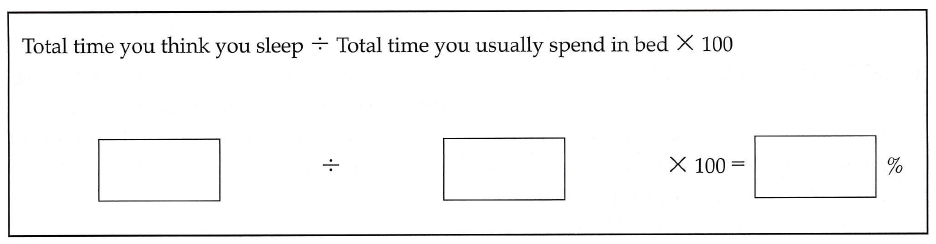 Total time you think you sleep ÷ Total time you usually spend in bed × 100
÷ × 100 = %